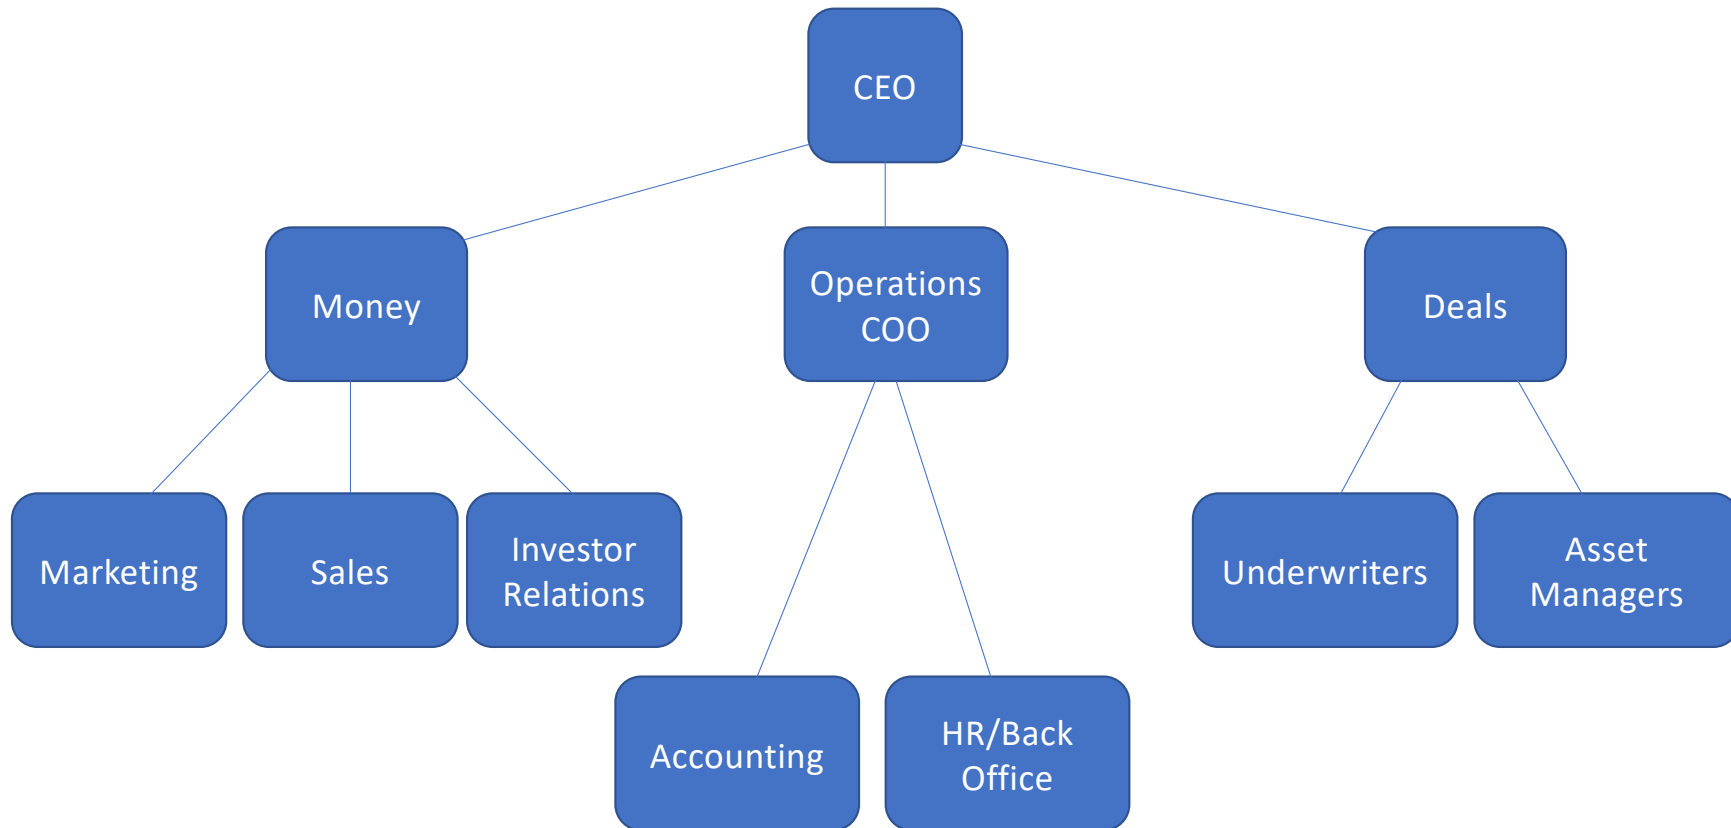 CEO
Money
Operations
COO
Deals
Marketing
Sales
Investor
Relations
Underwriters
Asset
Managers
Accounting
HR/Back
Office